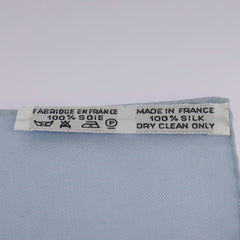 FABRIQUE EN FRANCE
100% SOIE
MADE IN FRANCE
100% SILK
DRY CLEAN ONLY